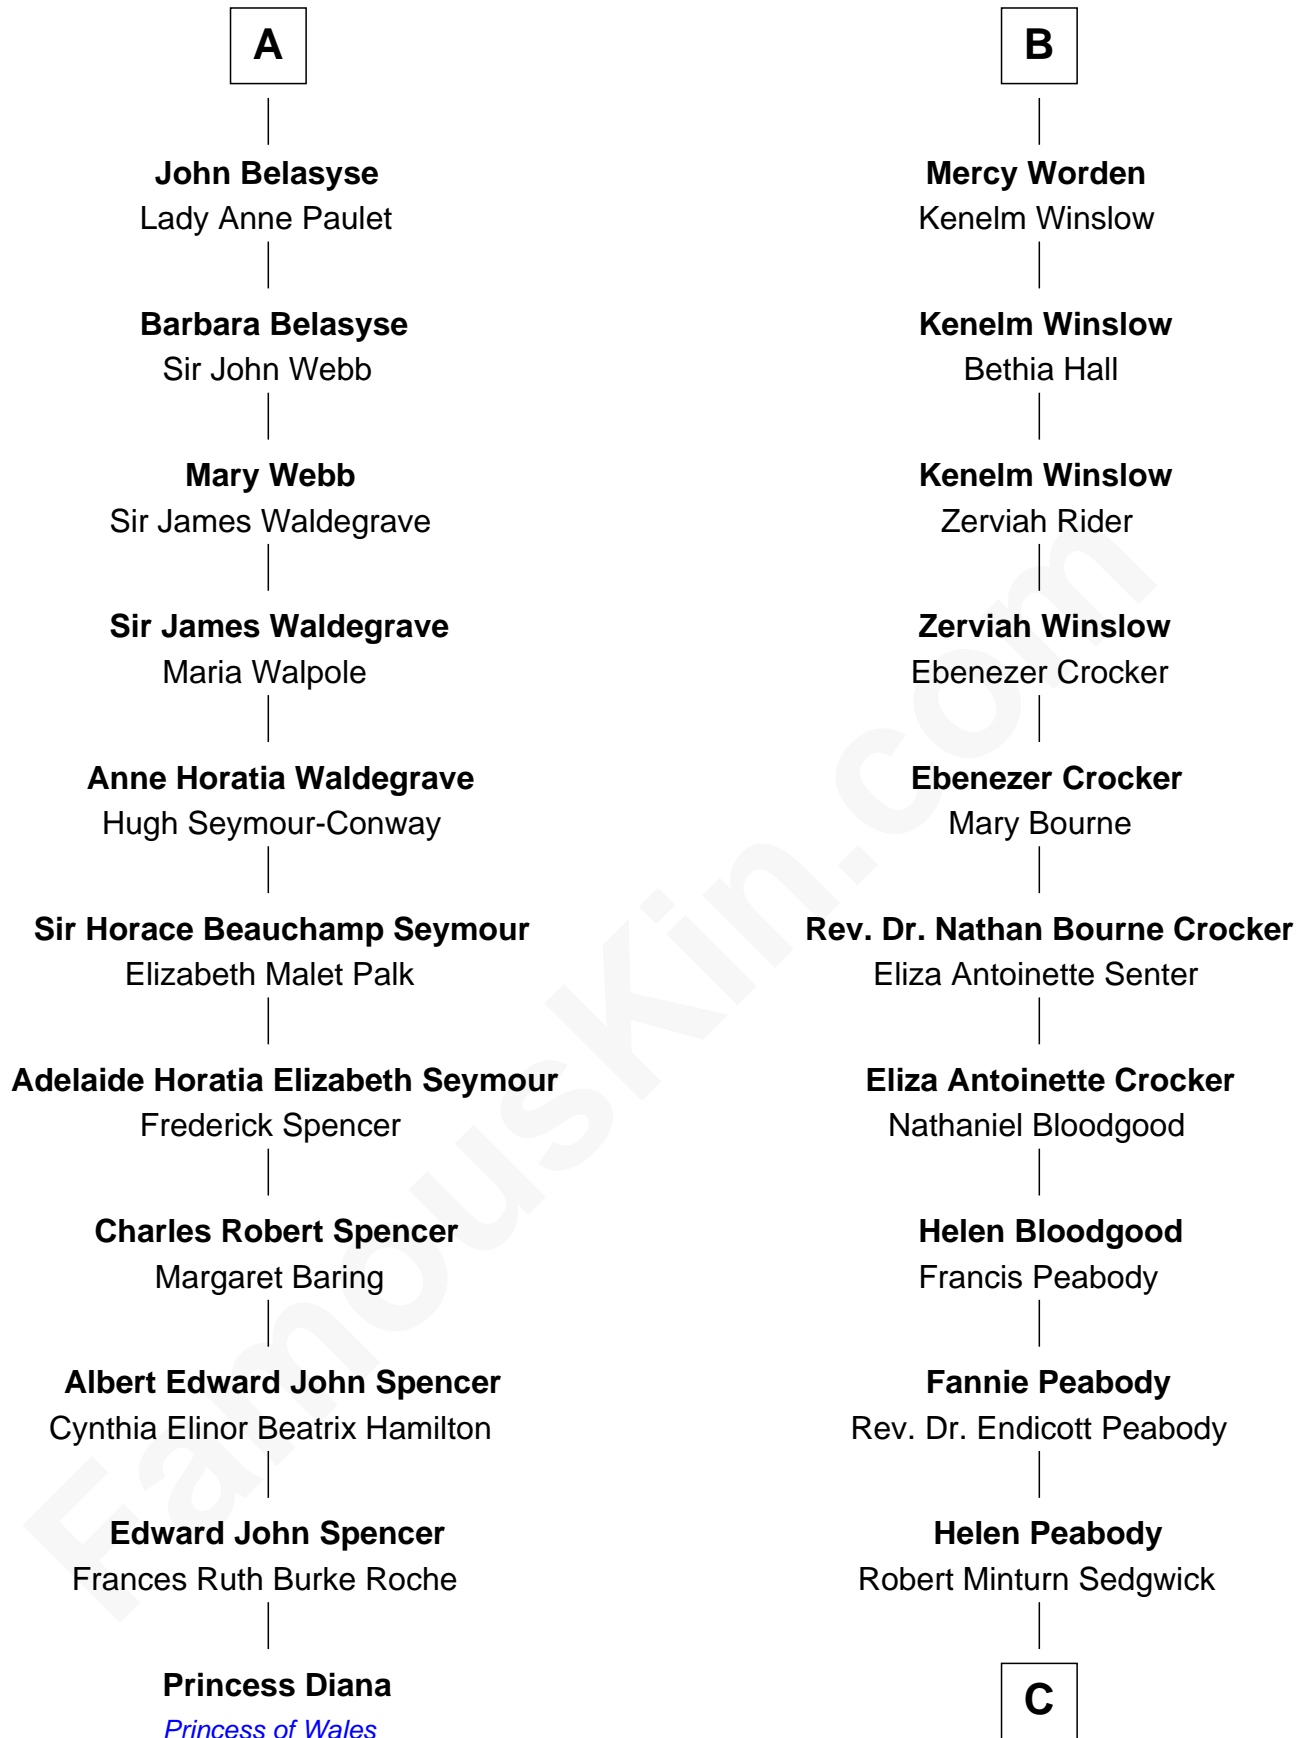 A
John Belasyse
Lady Anne Paulet
Barbara Belasyse
Sir John Webb
Mary Webb
Sir James Waldegrave
Sir James Waldegrave
Maria Walpole
Anne Horatia Waldegrave
Hugh Seymour-Conway
Sir Horace Beauchamp Seymour
Elizabeth Malet Palk
Adelaide Horatia Elizabeth Seymour
Frederick Spencer
Charles Robert Spencer
Margaret Baring
Albert Edward John Spencer
Cynthia Elinor Beatrix Hamilton
Edward John Spencer
Frances Ruth Burke Roche
Princess Diana
Princess of Wales
B
Mercy Worden
Kenelm Winslow
Kenelm Winslow
Bethia Hall
Kenelm Winslow
Zerviah Rider
Zerviah Winslow
Ebenezer Crocker
Ebenezer Crocker
Mary Bourne
Rev. Dr. Nathan Bourne Crocker
Eliza Antoinette Senter
Eliza Antoinette Crocker
Nathaniel Bloodgood
Helen Bloodgood
Francis Peabody
Fannie Peabody
Rev. Dr. Endicott Peabody
Helen Peabody
Robert Minturn Sedgwick
C
FamousKin.com